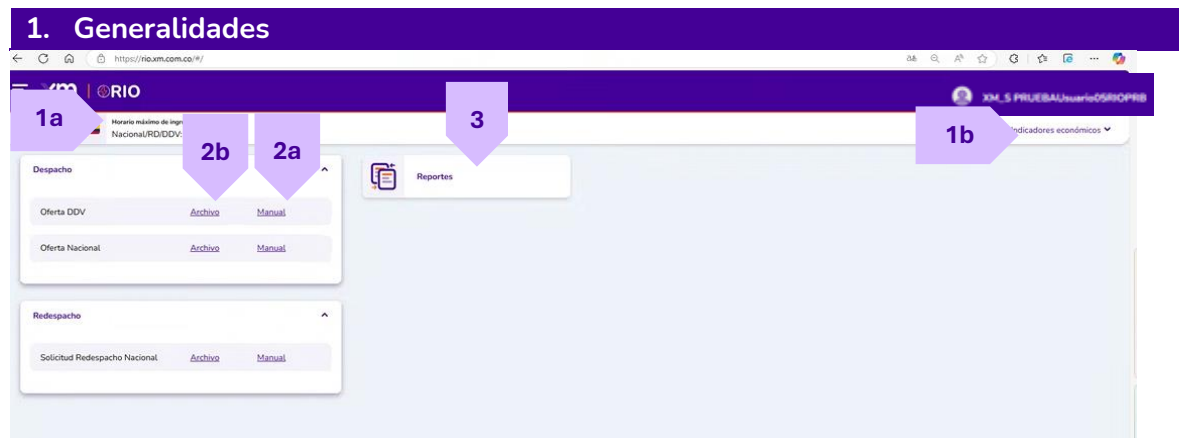 1. Generalidades
https://rio.xm.com.co/#/
xm | RIO
XM_S PRUEBAUsuario05RIOPRB
1a
Horario máximo de ingr
Nacional/RD/DDV:
3
1b
Indicadores económicos
2b
2a
Despacho
Reportes
Oferta DDV Archivo Manual
Oferta Nacional Archivo Manual
Redespacho
Solicitud Redespacho Nacional Archivo Manual